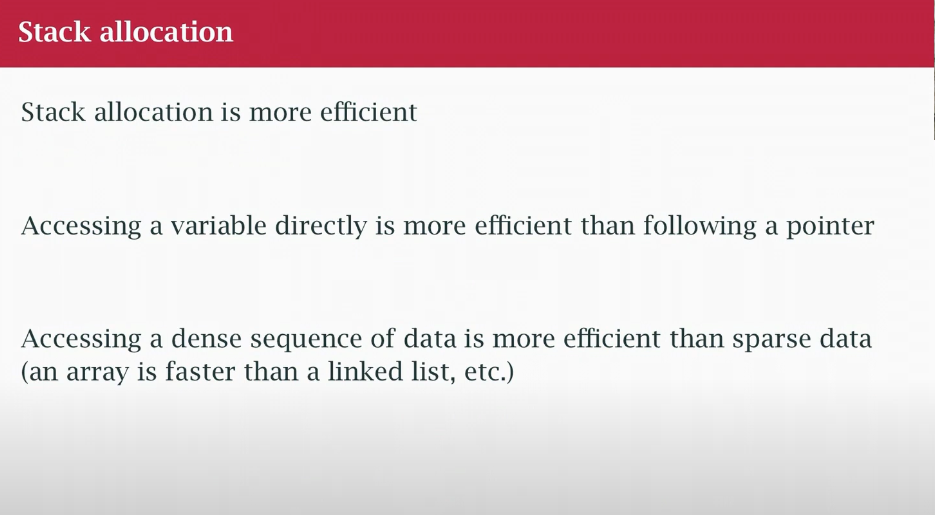 Stack allocation
Stack allocation is more efficient
Accessing a variable directly is more efficient than following a pointer
Accessing a dense sequence of data is more efficient than sparse data
(an array is faster than a linked list, etc.)